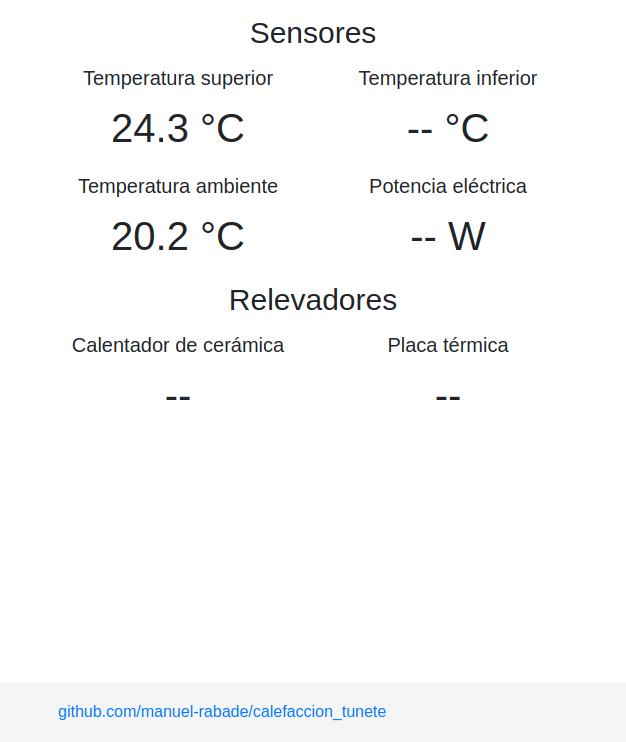 Sensores
Temperatura superior
Temperatura inferior
24.3 °C
-- °C
Temperatura ambiente
Potencia eléctrica
20.2 °C
-- W
Relevadores
Calentador de cerámica
Placa térmica
--
--
github.com/manuel-rabade/calefaccion_tunete